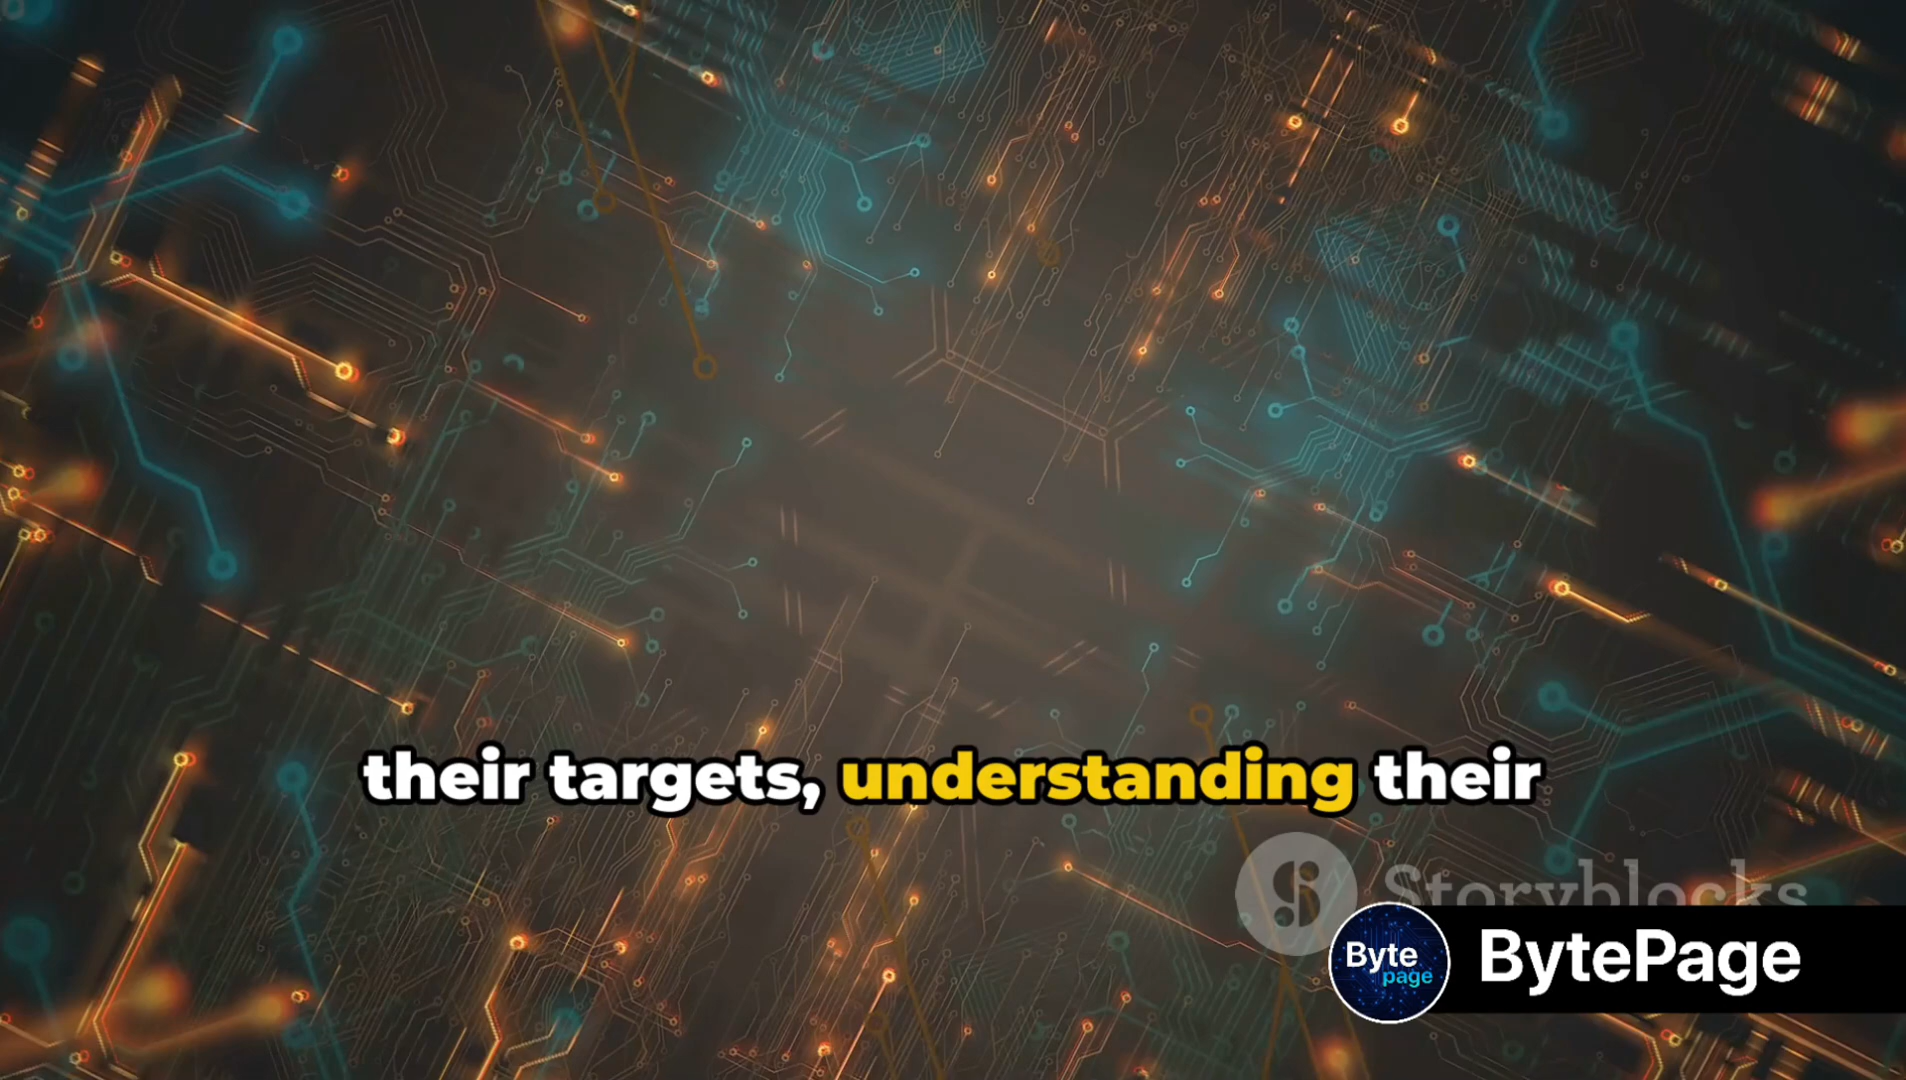 their targets, understanding their
Storyblocks
Byte
page
BytePage